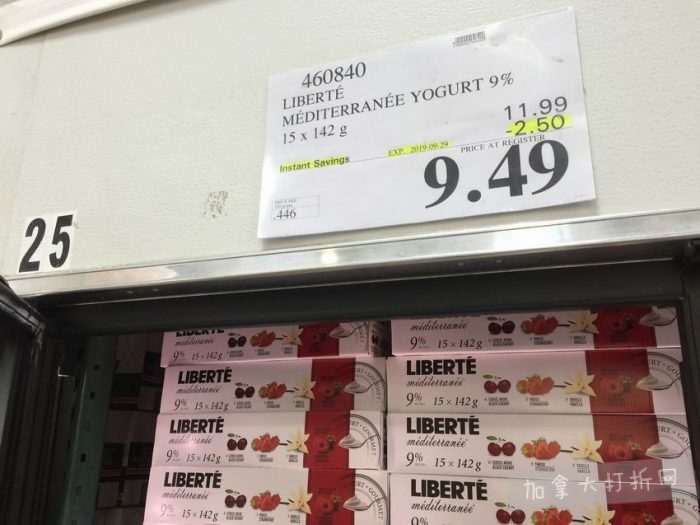 460840
LIBERTÉ
MÉDITERRANÉE YOGURT 9%
15 x 142 g
11.99
-2.50
Instant Savings
EXP. 2019-09-29
PRICE AT REGISTER
9.49
.446
25
LIBERTÉ
méditerranée
9% 15 x 142 g
LIBERTÉ
méditerranée
9% 15 x 142 g
LIBERTÉ
méditerranée
9% 15 x 142 g
LIBERTÉ
méditerranée
9% 15 x 142 g
LIBERTÉ
méditerranée
9% 15 x 142 g
LIBERTÉ
méditerranée
9% 15 x 142 g
LIBERTÉ
méditerranée
9% 15 x 142 g
LIBERTÉ
méditerranée
加拿大打折网